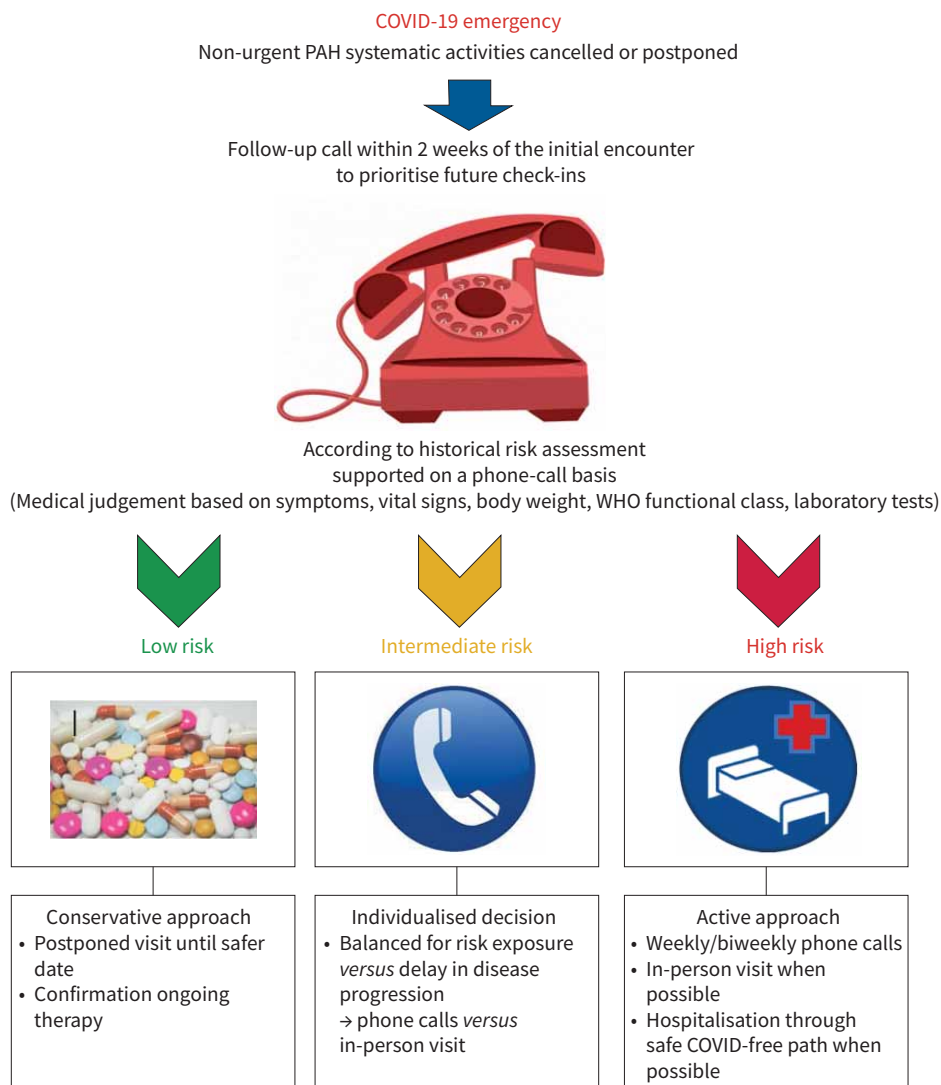 COVID-19 emergency
Non-urgent PAH systematic activities cancelled or postponed
Follow-up call within 2 weeks of the initial encounter
to prioritise future check-ins
According to historical risk assessment
supported on a phone-call basis
(Medical judgement based on symptoms, vital signs, body weight, WHO functional class, laboratory tests)
Low risk
Intermediate risk
High risk
Conservative approach
• Postponed visit until safer
date
• Confirmation ongoing
therapy
Individualised decision
• Balanced for risk exposure
versus delay in disease
progression
→ phone calls versus
in-person visit
Active approach
• Weekly/biweekly phone calls
• In-person visit when
possible
• Hospitalisation through
safe COVID-free path when
possible